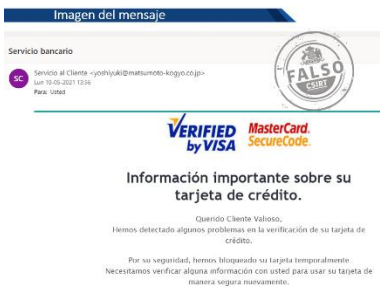 Imagen del mensaje
Servicio bancario
FALSO
CSIRT
SC
Servicio al Cliente <yoshiyuki@matsumoto-kogyo.co.jp>
Lun 10-05-2021 13:56
Para: Usted
VERIFIED
by VISA
MasterCard.
SecureCode.
Información importante sobre su
tarjeta de crédito.
Querido Cliente Valioso,
Hemos detectado algunos problemas en la verificación de su tarjeta de
crédito.
Por su seguridad, hemos bloqueado su tarjeta temporalmente.
Necesitamos verificar alguna información con usted para usar su tarjeta de
manera segura nuevamente.